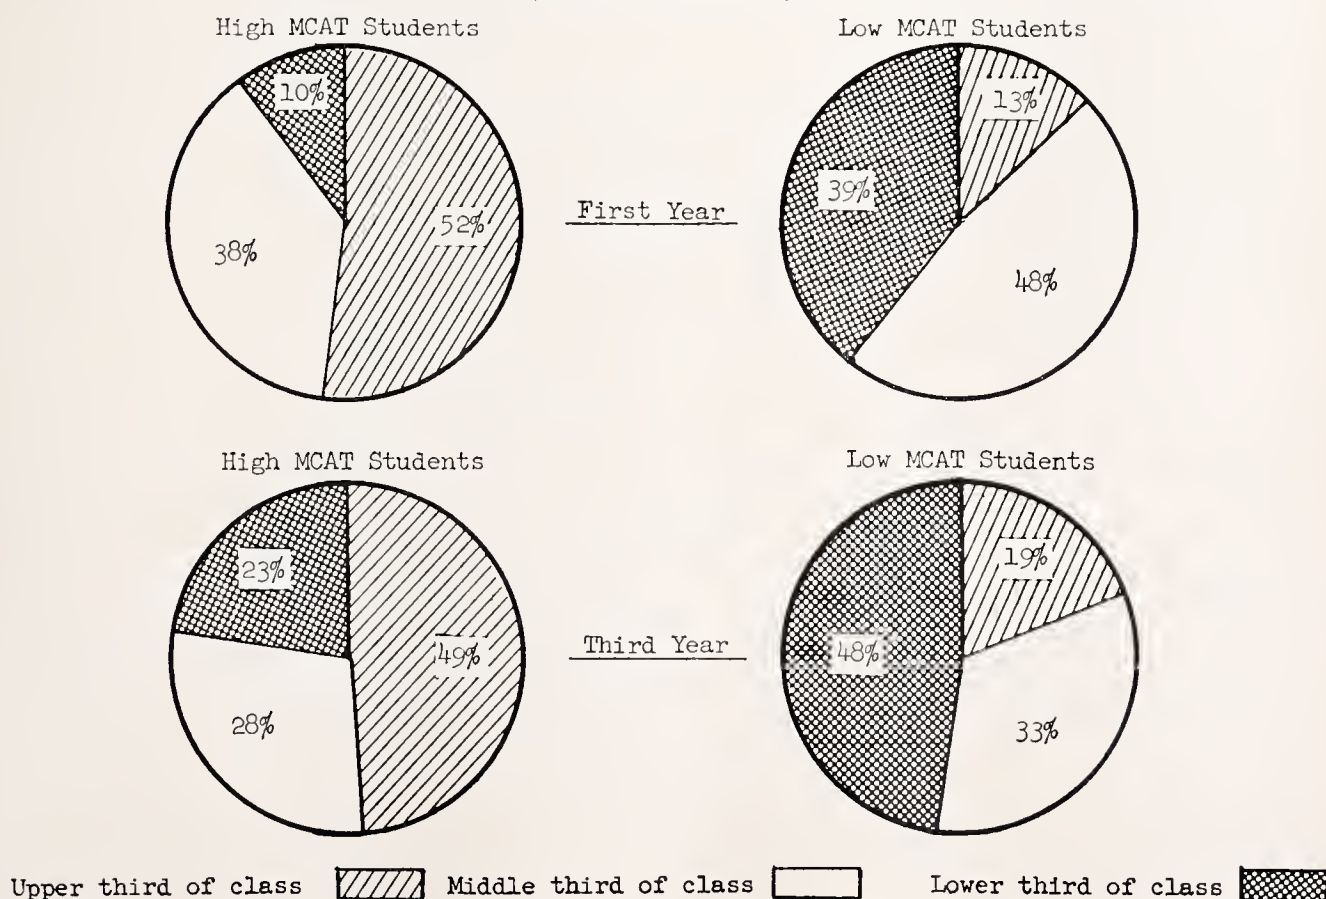 High MCAT Students
Low MCAT Students
10%
13%
39%
First Year
52%
38%
48%
High MCAT Students
Low MCAT Students
19%
23%
Third Year
49%
48%
28%
33%
Upper third of class
Middle third of class
Lower third of class